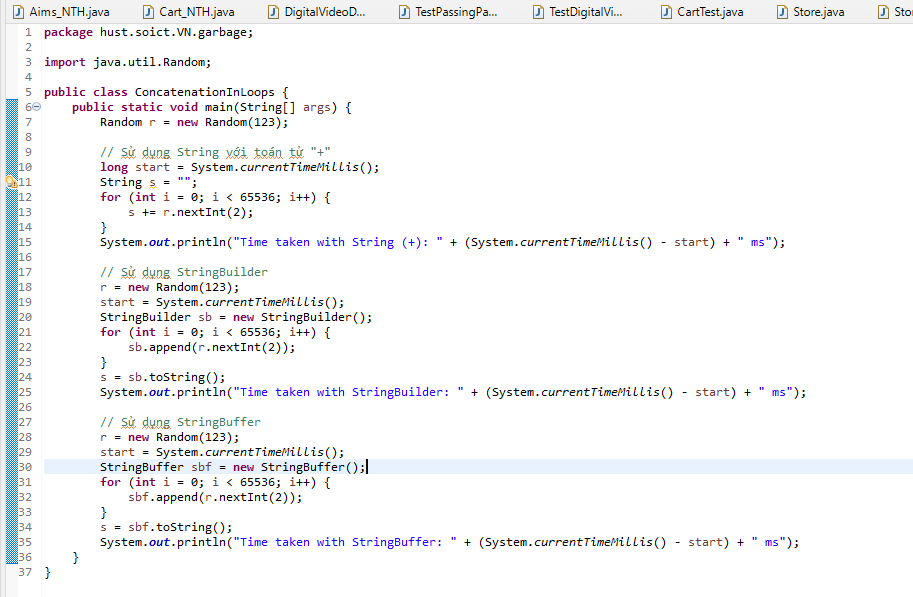 Aims_NTH.java Cart_NTH.java DigitalVideoD... TestPassingPa... TestDigitalVi... CartTest.java Store.java Sto
1 package hust.soict.VN.garbage;
2
3 import java.util.Random;
4
5 public class ConcatenationInLoops {
6 public static void main(String[] args) {
7 Random r = new Random(123);
8
9 // Sử dụng String với toán tử "+"
10 long start = System.currentTimeMillis();
11 String s = "";
12 for (int i = 0; i < 65536; i++) {
13 s += r.nextInt(2);
14 }
15 System.out.println("Time taken with String (+): " + (System.currentTimeMillis() - start) + " ms");
16
17 // Sử dụng StringBuilder
18 r = new Random(123);
19 start = System.currentTimeMillis();
20 StringBuilder sb = new StringBuilder();
21 for (int i = 0; i < 65536; i++) {
22 sb.append(r.nextInt(2));
23 }
24 s = sb.toString();
25 System.out.println("Time taken with StringBuilder: " + (System.currentTimeMillis() - start) + " ms");
26
27 // Sử dụng StringBuffer
28 r = new Random(123);
29 start = System.currentTimeMillis();
30 StringBuffer sbf = new StringBuffer();
31 for (int i = 0; i < 65536; i++) {
32 sbf.append(r.nextInt(2));
33 }
34 s = sbf.toString();
35 System.out.println("Time taken with StringBuffer: " + (System.currentTimeMillis() - start) + " ms");
36 }
37 }